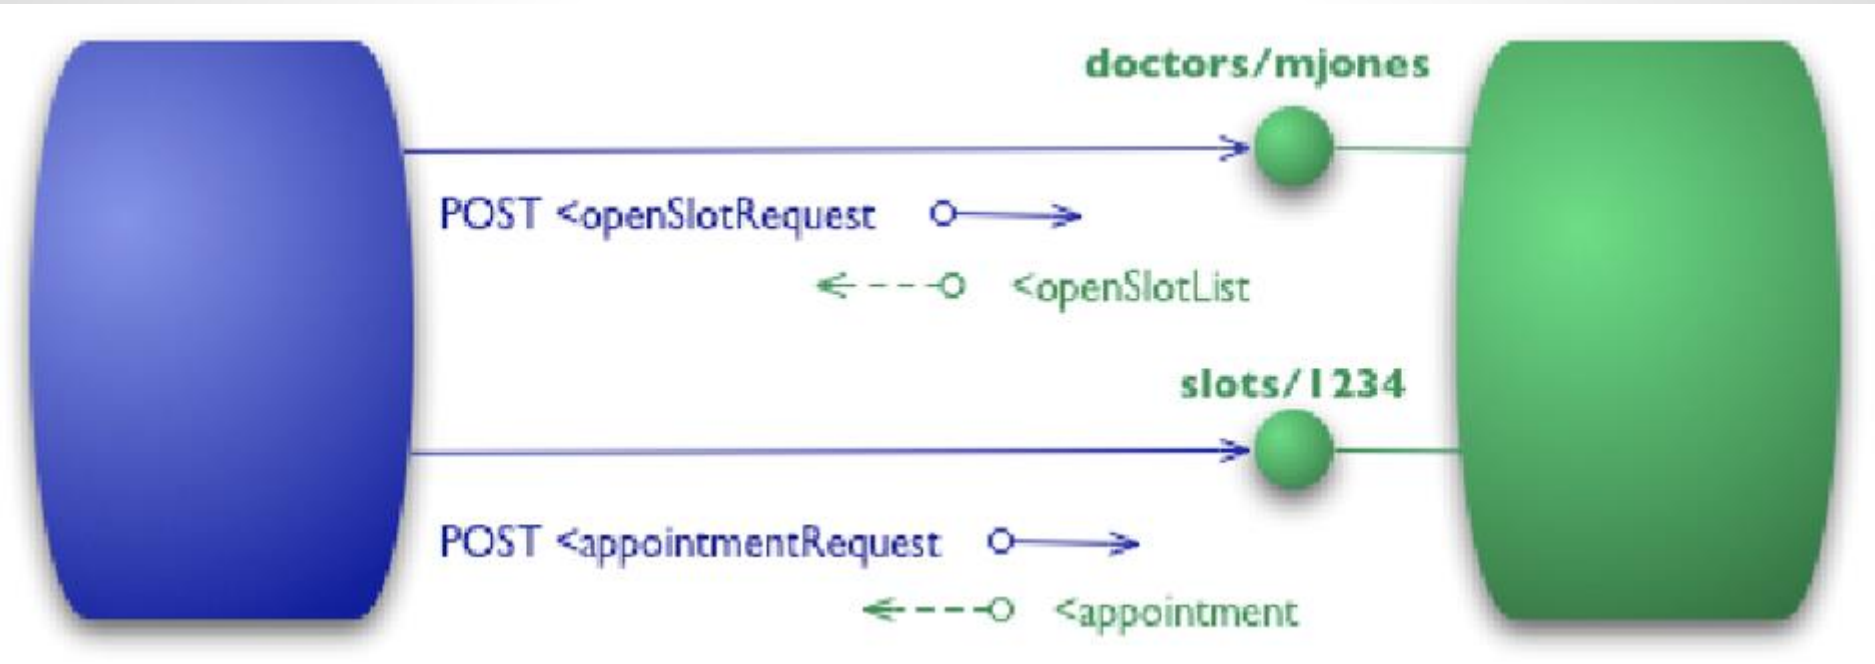 doctors/mjones
POST <openSlotRequest
<openSlotList
slots/1234
POST <appointmentRequest
<appointment